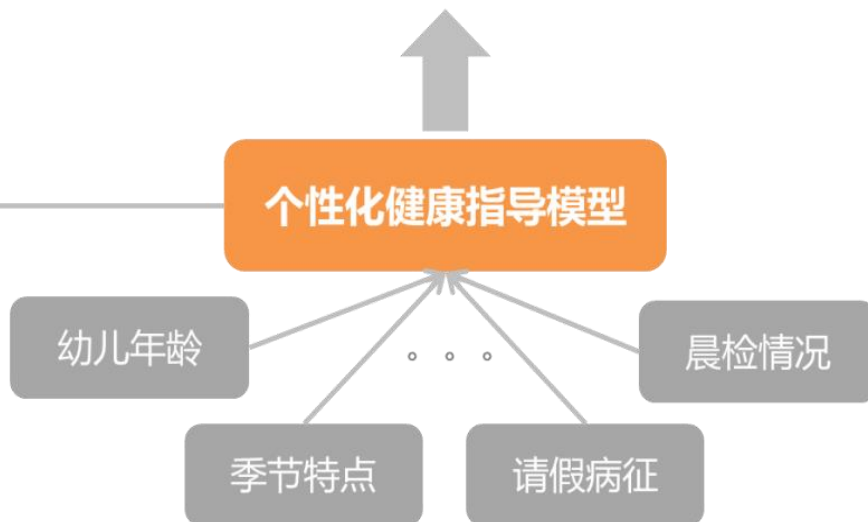 个性化健康指导模型
幼儿年龄
晨检情况
季节特点
请假病征